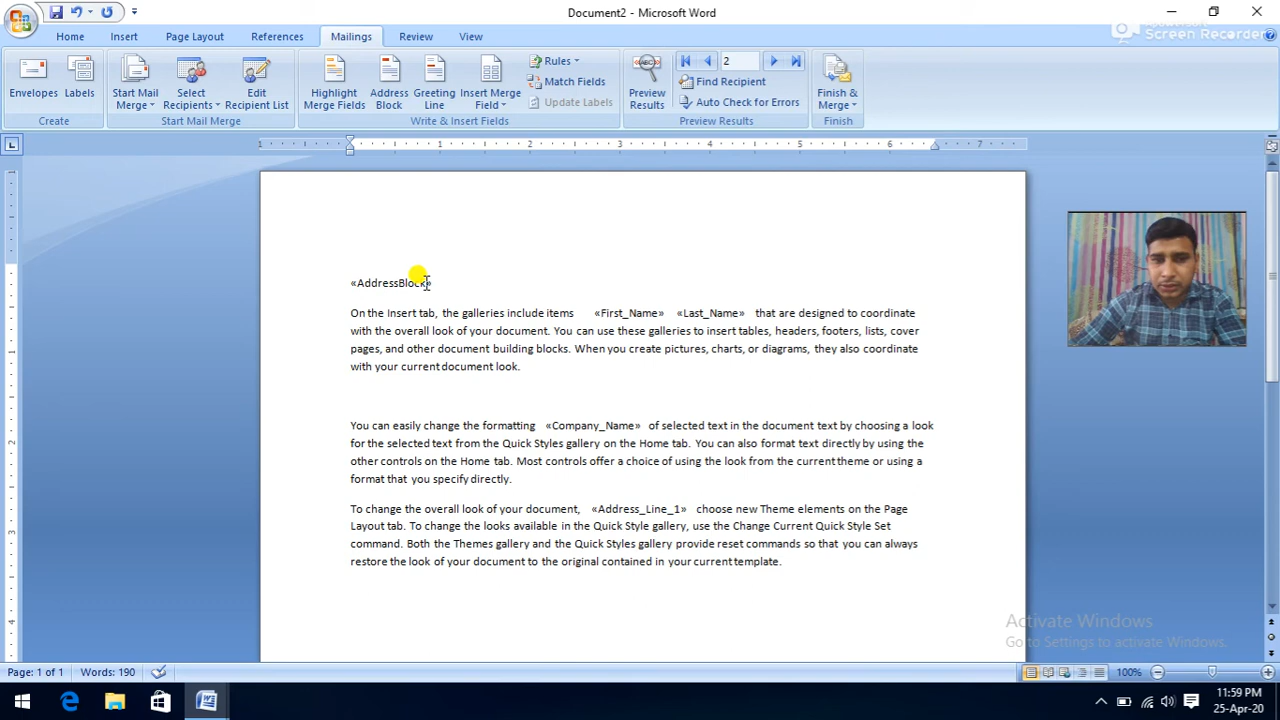 Document2 - Microsoft Word
Home Insert Page Layout References Mailings Review View
Screen Recorder
Envelopes Labels Start Mail Merge Select Recipients Edit Recipient List Highlight Merge Fields Address Block Greeting Line Insert Merge Field Rules Match Fields Update Labels Preview Results 2 Find Recipient Auto Check for Errors Finish & Merge
Create Start Mail Merge Write & Insert Fields Preview Results Finish
1 1 2 3 4 5 6 7
«AddressBlock»
On the Insert tab, the galleries include items «First_Name» «Last_Name» that are designed to coordinate
with the overall look of your document. You can use these galleries to insert tables, headers, footers, lists, cover
pages, and other document building blocks. When you create pictures, charts, or diagrams, they also coordinate
with your current document look.
You can easily change the formatting «Company_Name» of selected text in the document text by choosing a look
for the selected text from the Quick Styles gallery on the Home tab. You can also format text directly by using the
other controls on the Home tab. Most controls offer a choice of using the look from the current theme or using a
format that you specify directly.
To change the overall look of your document, «Address_Line_1» choose new Theme elements on the Page
Layout tab. To change the looks available in the Quick Style gallery, use the Change Current Quick Style Set
command. Both the Themes gallery and the Quick Styles gallery provide reset commands so that you can always
restore the look of your document to the original contained in your current template.
Activate Windows
Go to Settings to activate Windows.
Page: 1 of 1 Words: 190 100%
11:59 PM
25-Apr-20